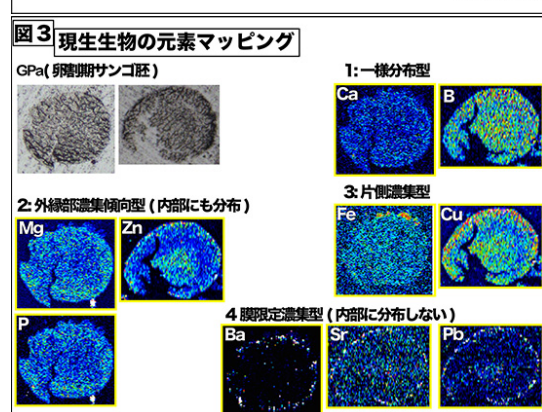 図3 現生生物の元素マッピング
GPa(卵割期サンゴ胚)
1:一様分布型
Ca B
2:外縁部濃集傾向型(内部にも分布)
Mg Zn
P
3:片側濃集型
Fe Cu
4 膜限定濃集型(内部に分布しない)
Ba Sr Pb